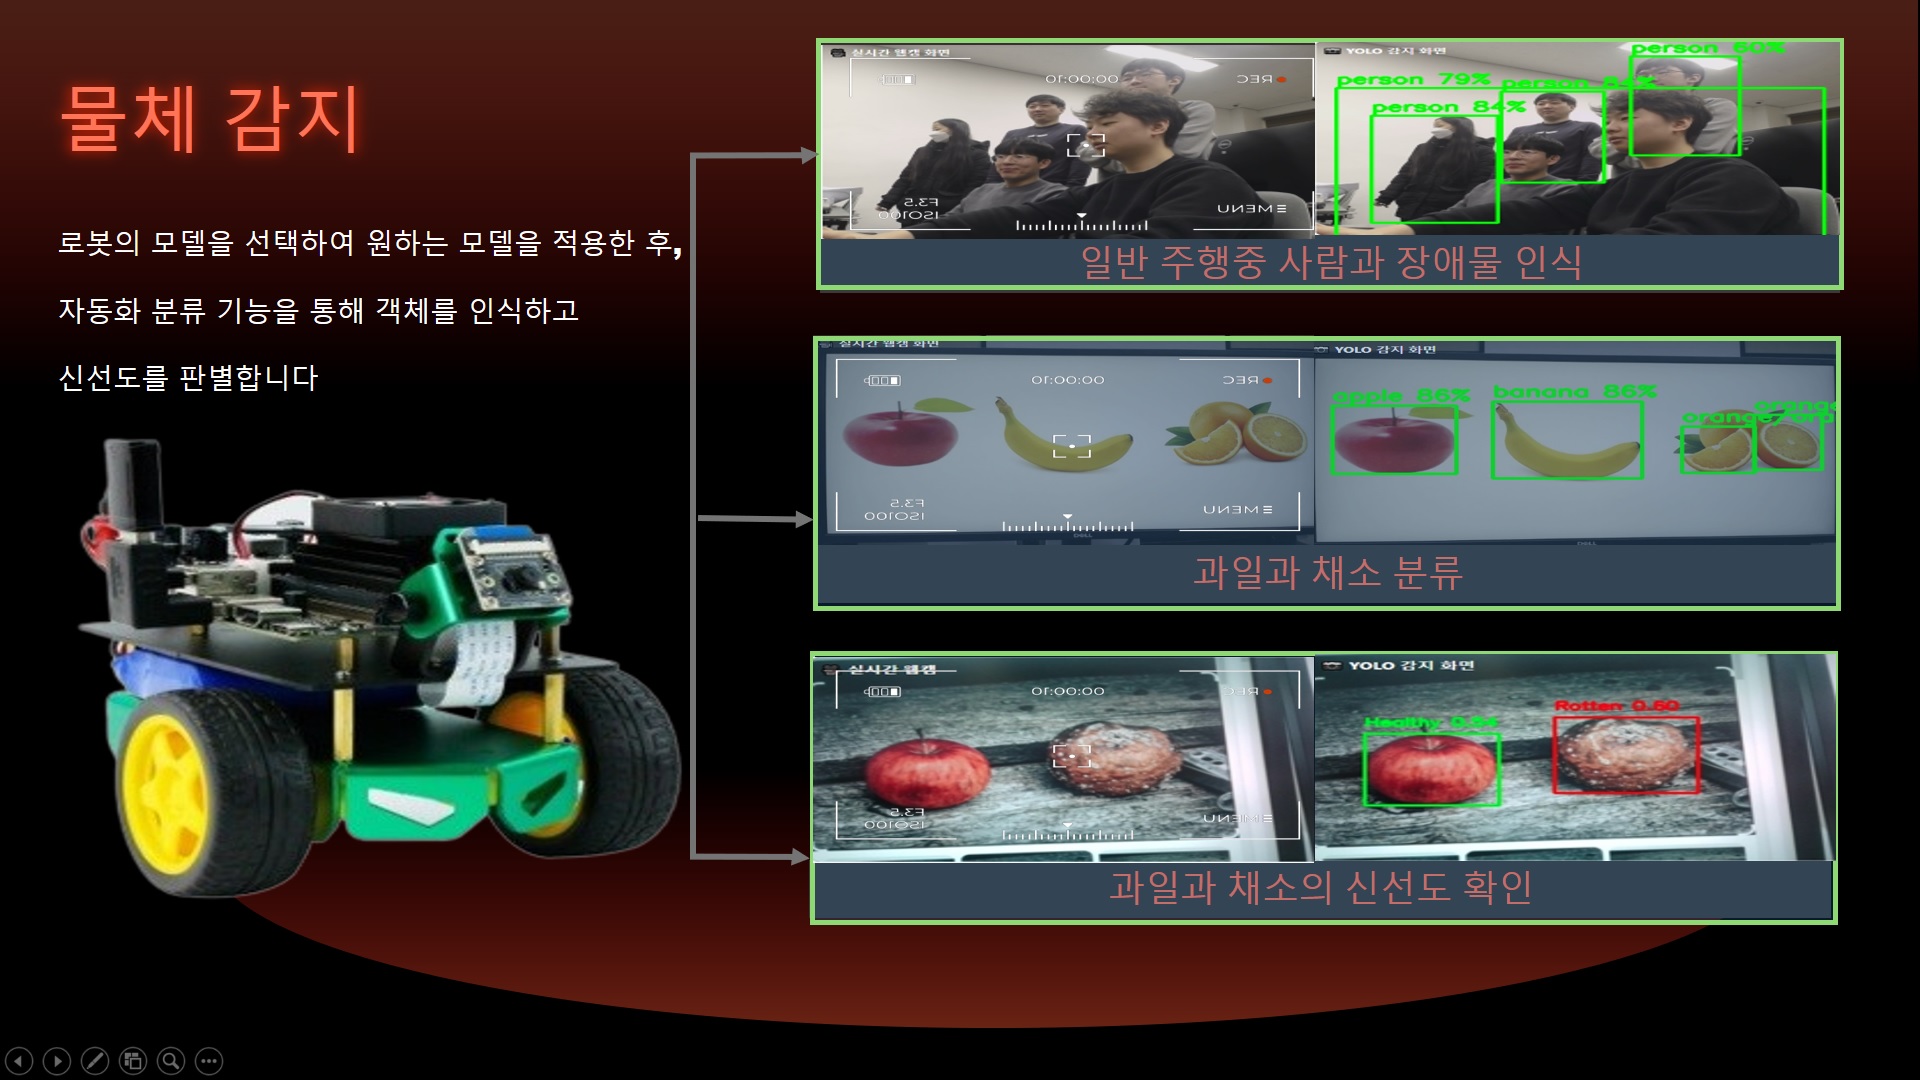 물체 감지
로봇의 모델을 선택하여 원하는 모델을 적용한 후,
자동화 분류 기능을 통해 객체를 인식하고
신선도를 판별합니다
실시간 웹캠 화면
00:00:10
REC
F3.5
ISO100
MENU
YOLO 감지 화면
person 60%
person 79%
person
person 84%
일반 주행중 사람과 장애물 인식
실시간 웹캠 화면
00:00:10
REC
F3.5
ISO100
MENU
DELL
YOLO 감지 화면
apple 86%
banana 86%
orange
orange
DELL
과일과 채소 분류
실시간 웹캠
00:00:10
REC
F3.5
ISO100
MENU
YOLO 감지 화면
Healthy
Rotten 0.50
과일과 채소의 신선도 확인